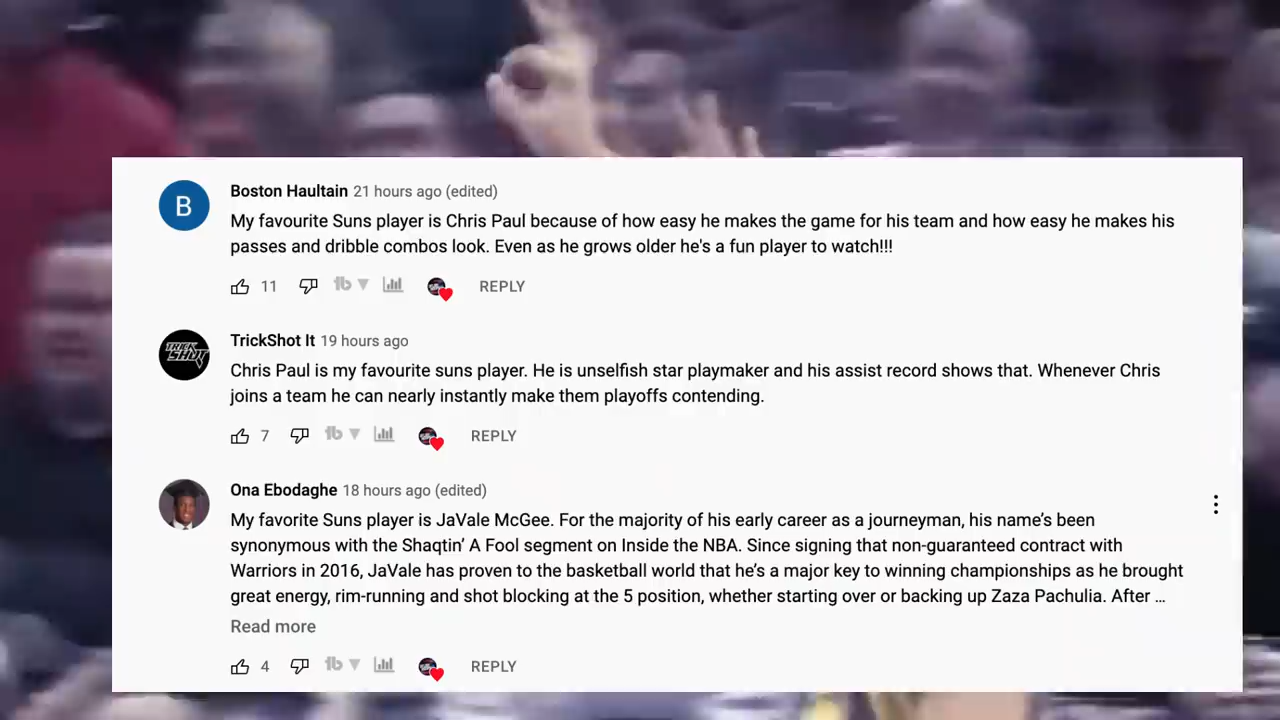 B
Boston Haultain 21 hours ago (edited)
My favourite Suns player is Chris Paul because of how easy he makes the game for his team and how easy he makes his
passes and dribble combos look. Even as he grows older he's a fun player to watch!!!
11 REPLY
TRICK
SHOT
TrickShot It 19 hours ago
Chris Paul is my favourite suns player. He is unselfish star playmaker and his assist record shows that. Whenever Chris
joins a team he can nearly instantly make them playoffs contending.
7 REPLY
Ona Ebodaghe 18 hours ago (edited)
My favorite Suns player is JaVale McGee. For the majority of his early career as a journeyman, his name’s been
synonymous with the Shaqtin’ A Fool segment on Inside the NBA. Since signing that non-guaranteed contract with
Warriors in 2016, JaVale has proven to the basketball world that he’s a major key to winning championships as he brought
great energy, rim-running and shot blocking at the 5 position, whether starting over or backing up Zaza Pachulia. After ...
Read more
4 REPLY